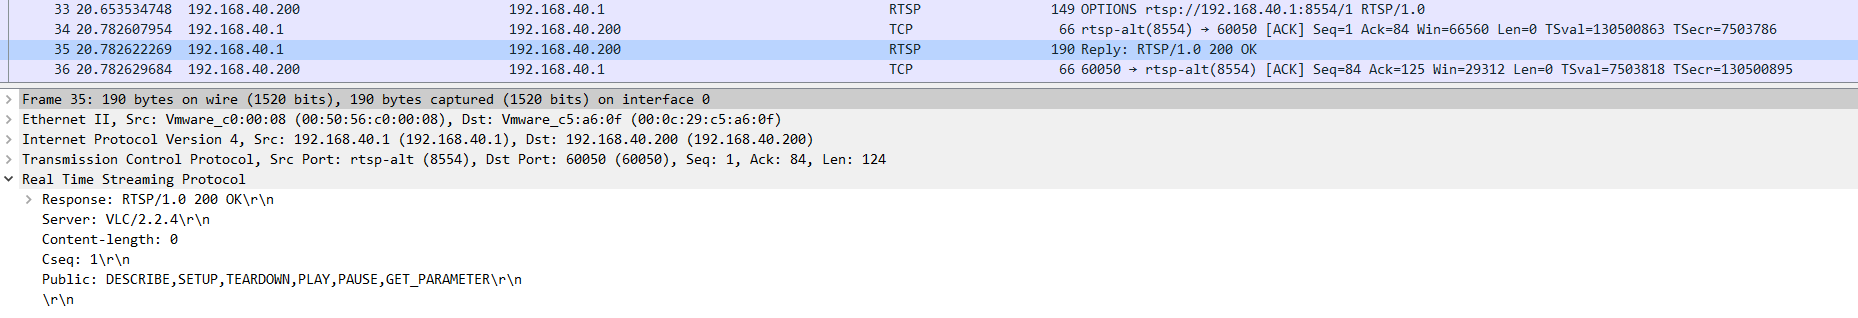 33 20.653534748 192.168.40.200 192.168.40.1 RTSP 149 OPTIONS rtsp://192.168.40.1:8554/1 RTSP/1.0
34 20.782607954 192.168.40.1 192.168.40.200 TCP 66 rtsp-alt(8554) → 60050 [ACK] Seq=1 Ack=84 Win=66560 Len=0 TSval=130500863 TSecr=7503786
35 20.782622269 192.168.40.1 192.168.40.200 RTSP 190 Reply: RTSP/1.0 200 OK
36 20.782629684 192.168.40.200 192.168.40.1 TCP 66 60050 → rtsp-alt(8554) [ACK] Seq=84 Ack=125 Win=29312 Len=0 TSval=7503818 TSecr=130500895
Frame 35: 190 bytes on wire (1520 bits), 190 bytes captured (1520 bits) on interface 0
Ethernet II, Src: Vmware_c0:00:08 (00:50:56:c0:00:08), Dst: Vmware_c5:a6:0f (00:0c:29:c5:a6:0f)
Internet Protocol Version 4, Src: 192.168.40.1 (192.168.40.1), Dst: 192.168.40.200 (192.168.40.200)
Transmission Control Protocol, Src Port: rtsp-alt (8554), Dst Port: 60050 (60050), Seq: 1, Ack: 84, Len: 124
Real Time Streaming Protocol
Response: RTSP/1.0 200 OK\r\n
Server: VLC/2.2.4\r\n
Content-length: 0
Cseq: 1\r\n
Public: DESCRIBE,SETUP,TEARDOWN,PLAY,PAUSE,GET_PARAMETER\r\n
\r\n